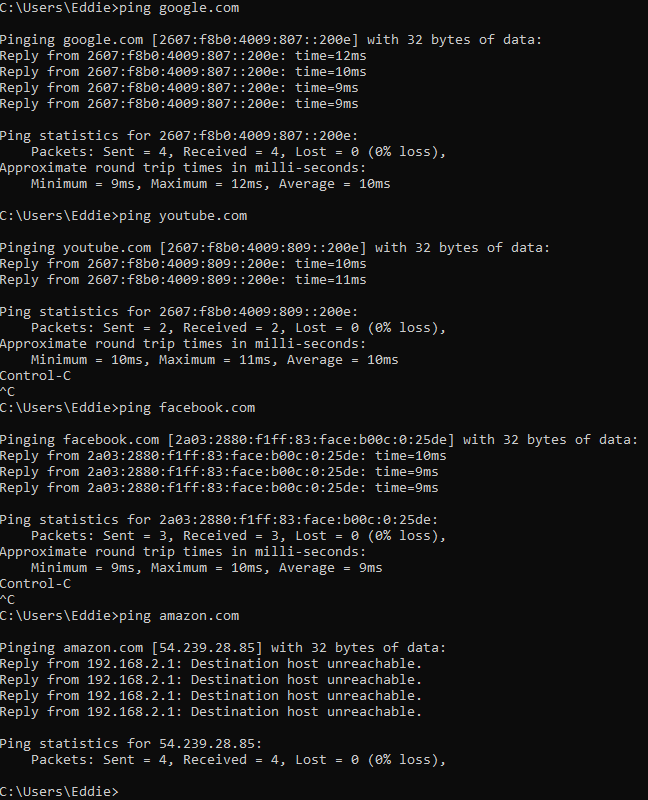 C:\Users\Eddie>ping google.com
Pinging google.com [2607:f8b0:4009:807::200e] with 32 bytes of data:
Reply from 2607:f8b0:4009:807::200e: time=12ms
Reply from 2607:f8b0:4009:807::200e: time=10ms
Reply from 2607:f8b0:4009:807::200e: time=9ms
Reply from 2607:f8b0:4009:807::200e: time=9ms
Ping statistics for 2607:f8b0:4009:807::200e:
    Packets: Sent = 4, Received = 4, Lost = 0 (0% loss),
Approximate round trip times in milli-seconds:
    Minimum = 9ms, Maximum = 12ms, Average = 10ms
C:\Users\Eddie>ping youtube.com
Pinging youtube.com [2607:f8b0:4009:809::200e] with 32 bytes of data:
Reply from 2607:f8b0:4009:809::200e: time=10ms
Reply from 2607:f8b0:4009:809::200e: time=11ms
Ping statistics for 2607:f8b0:4009:809::200e:
    Packets: Sent = 2, Received = 2, Lost = 0 (0% loss),
Approximate round trip times in milli-seconds:
    Minimum = 10ms, Maximum = 11ms, Average = 10ms
Control-C
^C
C:\Users\Eddie>ping facebook.com
Pinging facebook.com [2a03:2880:f1ff:83:face:b00c:0:25de] with 32 bytes of data:
Reply from 2a03:2880:f1ff:83:face:b00c:0:25de: time=10ms
Reply from 2a03:2880:f1ff:83:face:b00c:0:25de: time=9ms
Reply from 2a03:2880:f1ff:83:face:b00c:0:25de: time=9ms
Ping statistics for 2a03:2880:f1ff:83:face:b00c:0:25de:
    Packets: Sent = 3, Received = 3, Lost = 0 (0% loss),
Approximate round trip times in milli-seconds:
    Minimum = 9ms, Maximum = 10ms, Average = 9ms
Control-C
^C
C:\Users\Eddie>ping amazon.com
Pinging amazon.com [54.239.28.85] with 32 bytes of data:
Reply from 192.168.2.1: Destination host unreachable.
Reply from 192.168.2.1: Destination host unreachable.
Reply from 192.168.2.1: Destination host unreachable.
Reply from 192.168.2.1: Destination host unreachable.
Ping statistics for 54.239.28.85:
    Packets: Sent = 4, Received = 4, Lost = 0 (0% loss),
C:\Users\Eddie>